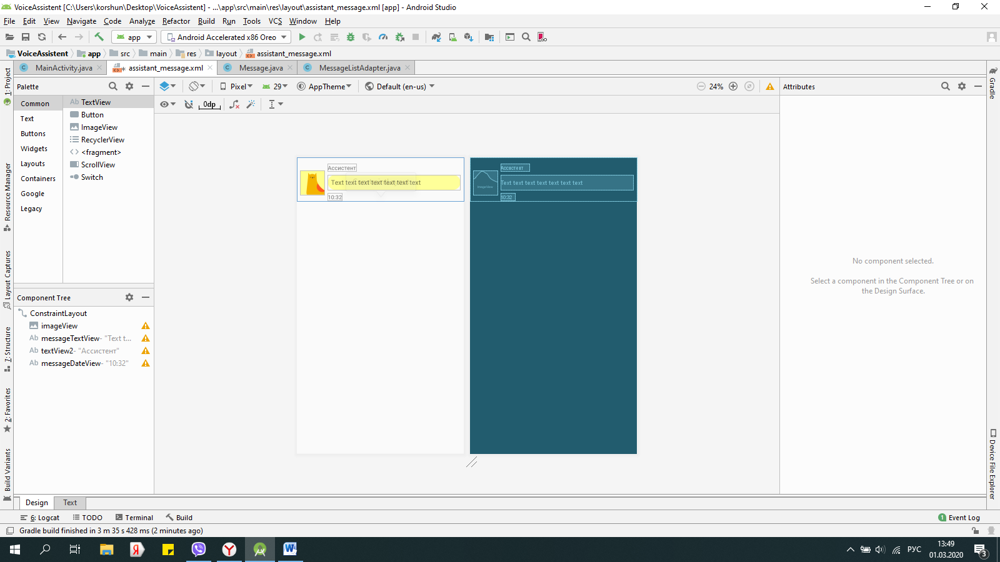 VoiceAssistent [C:\Users\korshun\Desktop\VoiceAssistent] - ...\app\src\main\res\layout\assistant_message.xml [app] - Android Studio
File Edit View Navigate Code Analyze Refactor Build Run Tools VCS Window Help
app Android Accelerated x86 Oreo
VoiceAssistent app src main res layout assistant_message.xml
MainActivity.java assistant_message.xml Message.java MessageListAdapter.java
1: Project
Resource Manager
Layout Captures
7: Structure
2: Favorites
Build Variants
Palette
Common
Text
Buttons
Widgets
Layouts
Containers
Google
Legacy
Ab TextView
Button
ImageView
RecyclerView
<fragment>
ScrollView
Switch
Pixel 29 AppTheme Default (en-us) 24%
0dp
Ассистент
Text text text text text text text
10:32
Ассистент
ImageView
Text text text text text text text
10:32
Component Tree
ConstraintLayout
imageView
Ab messageTextView- "Text t...
Ab textView2- "Ассистент"
Ab messageDateView- "10:32"
Attributes
No component selected.
Select a component in the Component Tree or on
the Design Surface.
Gradle
Device File Explorer
Design Text
6: Logcat TODO Terminal Build 1 Event Log
Gradle build finished in 3 m 35 s 428 ms (2 minutes ago)
РУС 13:49
01.03.2020
3